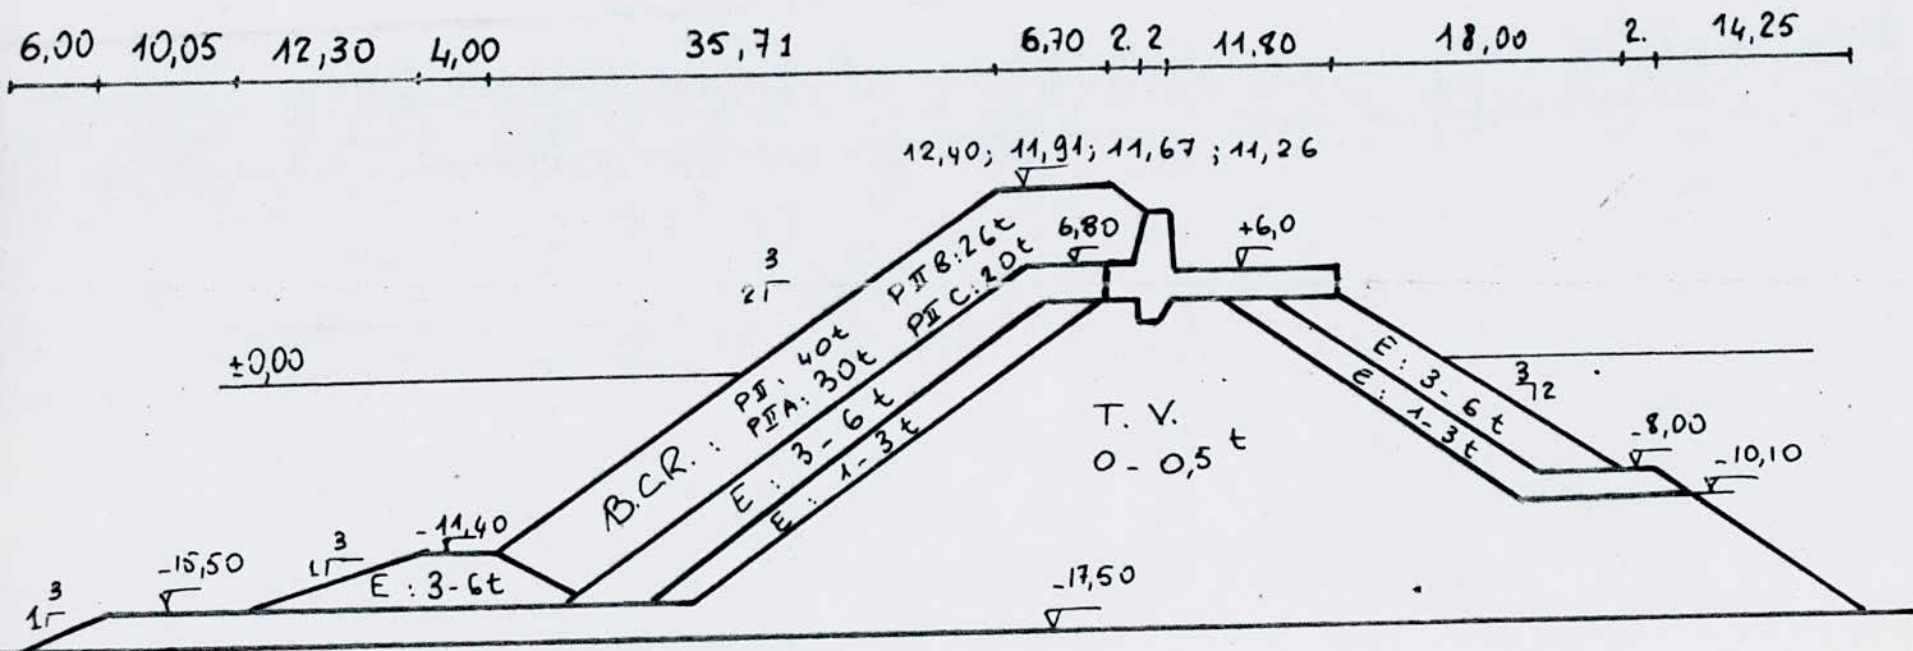 6,00 10,05 12,30 4,00 35,71 6,70 2. 2 11,80 18,00 2. 14,25
12,40; 11,91; 11,67 ; 11,26
6,80
+6,0
3
2
±0,00
PII: 40t PII B: 26t
PII A: 30t PII C: 20t
B.C.R. :
E : 3-6 t
E : 1-3t
T. V.
0 - 0,5 t
E : 3-6 t
E : 1-3t
3
2
-8,00
-10,10
-11,40
3
1
E : 3-6t
-15,50
3
1
-17,50